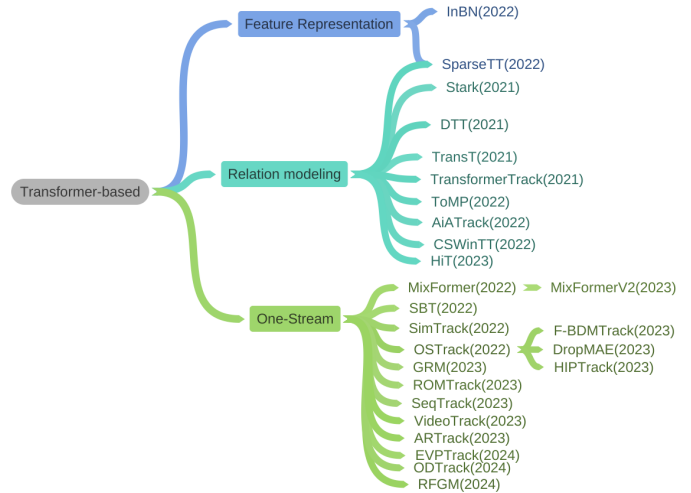 Transformer-based
Feature Representation
InBN(2022)
SparseTT(2022)
Relation modeling
Stark(2021)
DTT(2021)
TransT(2021)
TransformerTrack(2021)
ToMP(2022)
AiATrack(2022)
CSWinTT(2022)
HiT(2023)
One-Stream
MixFormer(2022)
MixFormerV2(2023)
SBT(2022)
SimTrack(2022)
OSTrack(2022)
F-BDMTrack(2023)
DropMAE(2023)
HIPTrack(2023)
GRM(2023)
ROMTrack(2023)
SeqTrack(2023)
VideoTrack(2023)
ARTrack(2023)
EVPTrack(2024)
ODTrack(2024)
RFGM(2024)